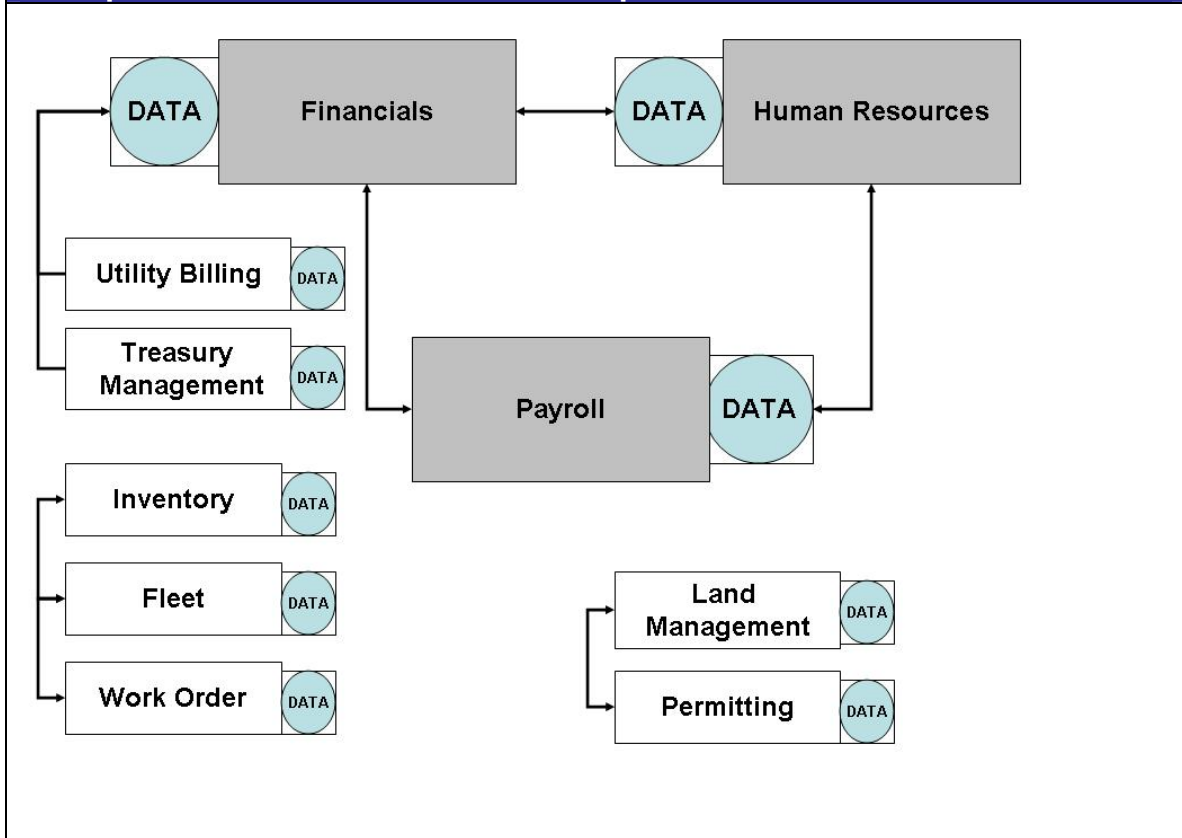 DATA
Financials
DATA
Human Resources
Utility Billing
DATA
Treasury
Management
DATA
Payroll
DATA
Inventory
DATA
Fleet
DATA
Work Order
DATA
Land
Management
DATA
Permitting
DATA